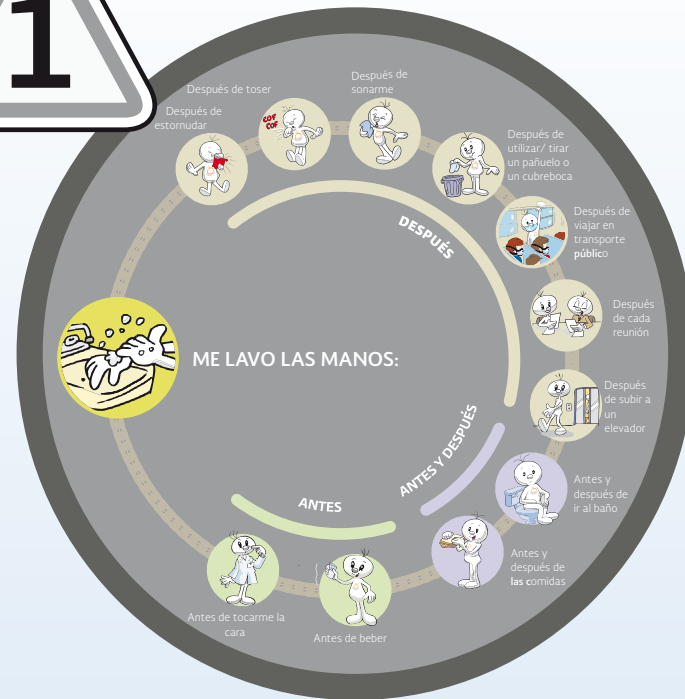 1
Después de toser
Después de
sonarme
Después de
estornudar
COF
COF
Después de
utilizar/ tirar
un pañuelo o
un cubreboca
DESPUÉS
Después de
viajar en
transporte
público
Después
de cada
reunión
ME LAVO LAS MANOS:
Después
de subir a
un
elevador
ANTES Y DESPUÉS
Antes y
después de
ir al baño
ANTES
Antes y
después de
las comidas
Antes de tocarme la
cara
Antes de beber